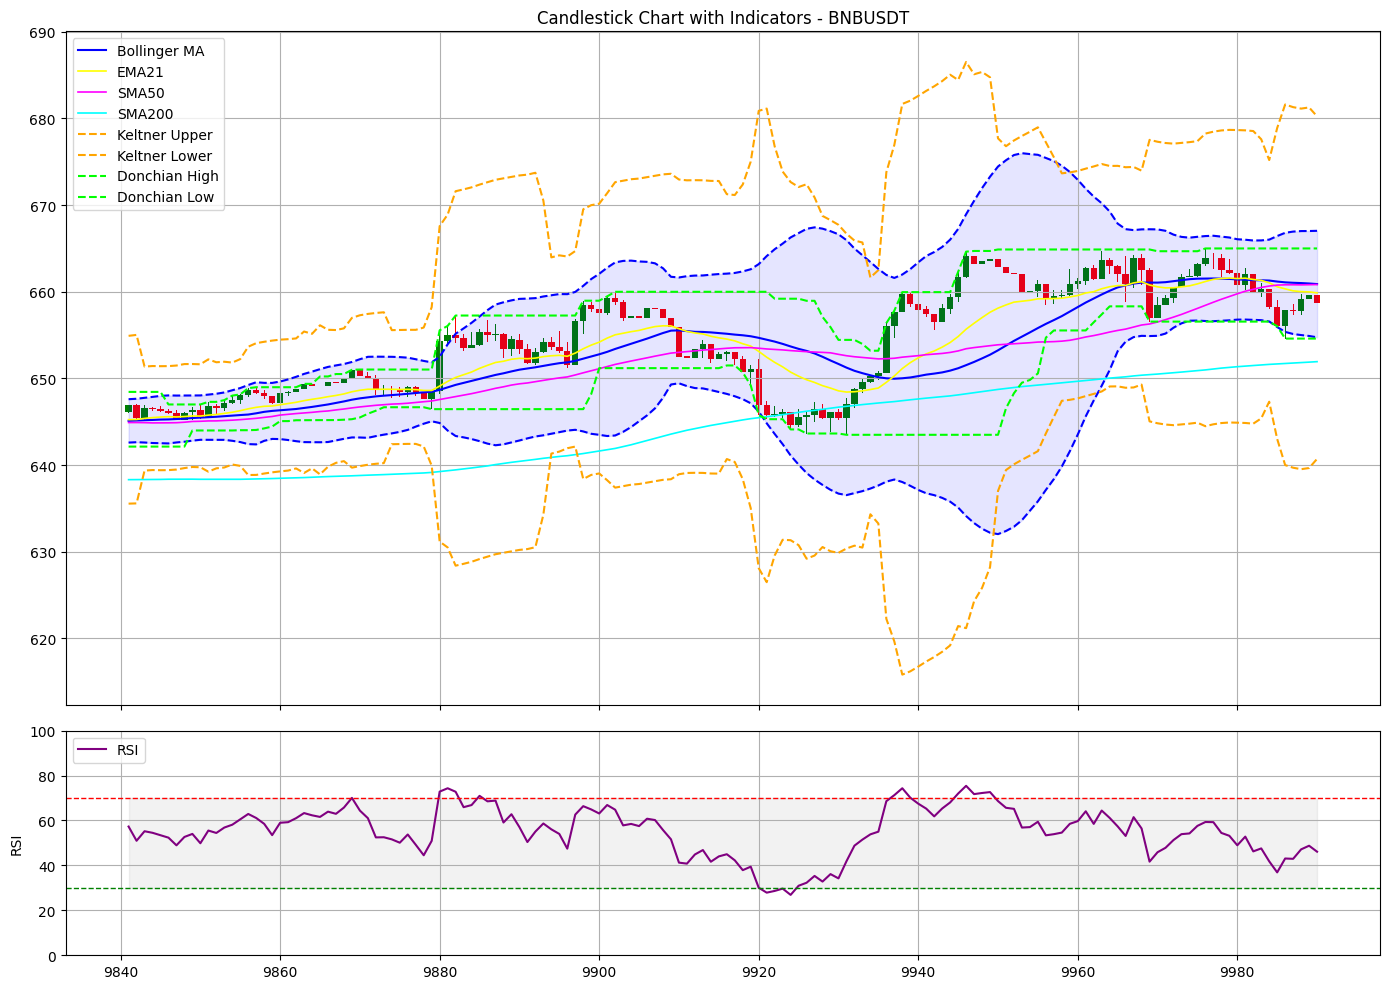 Candlestick Chart with Indicators - BNBUSDT
690
680
670
660
650
640
630
620
Bollinger MA
EMA21
SMA50
SMA200
Keltner Upper
Keltner Lower
Donchian High
Donchian Low
100
80
60
40
20
0
RSI
RSI
9840 9860 9880 9900 9920 9940 9960 9980